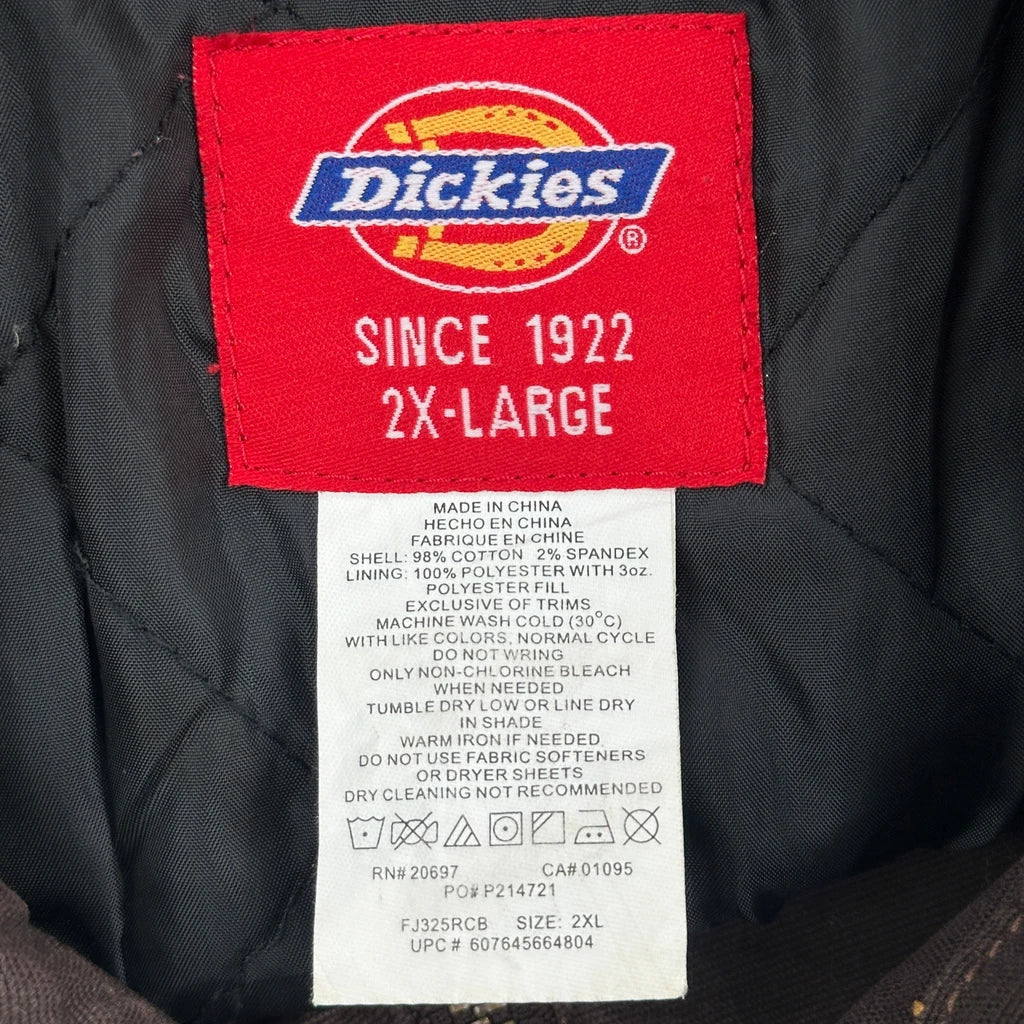 Dickies
®
SINCE 1922
2X-LARGE
MADE IN CHINA
HECHO EN CHINA
FABRIQUE EN CHINE
SHELL: 98% COTTON 2% SPANDEX
LINING: 100% POLYESTER WITH 3oz.
POLYESTER FILL
EXCLUSIVE OF TRIMS
MACHINE WASH COLD (30°C)
WITH LIKE COLORS, NORMAL CYCLE
DO NOT WRING
ONLY NON-CHLORINE BLEACH
WHEN NEEDED
TUMBLE DRY LOW OR LINE DRY
IN SHADE
WARM IRON IF NEEDED
DO NOT USE FABRIC SOFTENERS
OR DRYER SHEETS
DRY CLEANING NOT RECOMMENDED
RN# 20697 CA# 01095
PO# P214721
FJ325RCB SIZE: 2XL
UPC # 607645664804